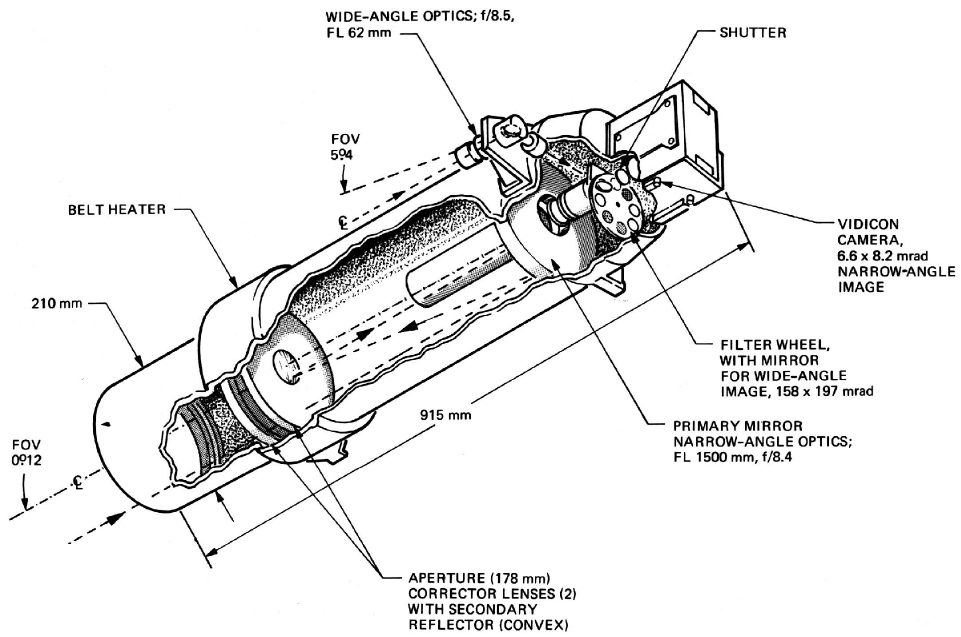 WIDE-ANGLE OPTICS; f/8.5,
FL 62 mm
SHUTTER
FOV
5°.4
℄
BELT HEATER
VIDICON
CAMERA,
6.6 x 8.2 mrad
NARROW-ANGLE
IMAGE
210 mm
FILTER WHEEL,
WITH MIRROR
FOR WIDE-ANGLE
IMAGE, 158 x 197 mrad
915 mm
PRIMARY MIRROR
NARROW-ANGLE OPTICS;
FL 1500 mm, f/8.4
FOV
0°.12
℄
APERTURE (178 mm)
CORRECTOR LENSES (2)
WITH SECONDARY
REFLECTOR (CONVEX)